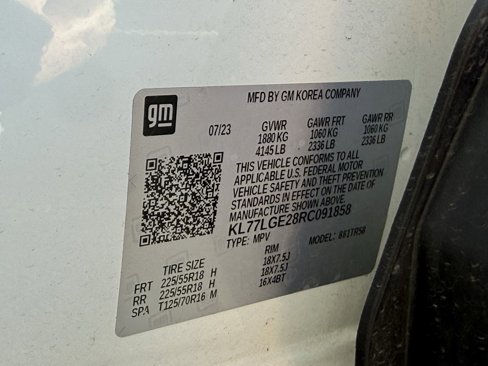 MFD BY GM KOREA COMPANY
gm
07/23 GVWR GAWR FRT GAWR RR
1880 KG 1060 KG 1060 KG
4145 LB 2336 LB 2336 LB
THIS VEHICLE CONFORMS TO ALL
APPLICABLE U.S. FEDERAL MOTOR
VEHICLE SAFETY AND THEFT PREVENTION
STANDARDS IN EFFECT ON THE DATE OF
MANUFACTURE SHOWN ABOVE.
KL77LGE28RC091858
TYPE: MPV MODEL: 881TR58
TIRE SIZE RIM
FRT 225/55R18 H 18X7.5J
RR 225/55R18 H 18X7.5J
SPA T125/70R16 M 16X4BT